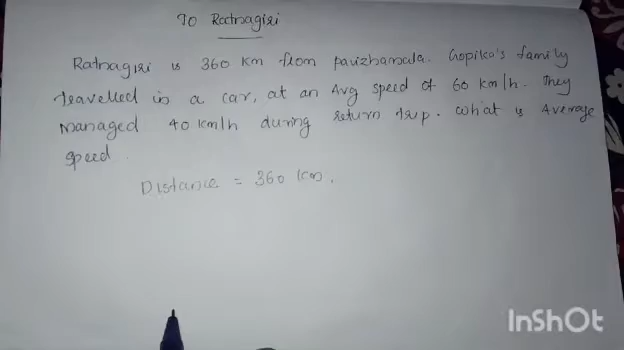 To Ratnagiri
Ratnagiri is 360 km from pavizhamala. Gopika's family
travelled in a car, at an Avg speed of 60 km/h. They
managed 40 km/h during return trip. what is Average
speed.
Distance = 360 km.
InShOt